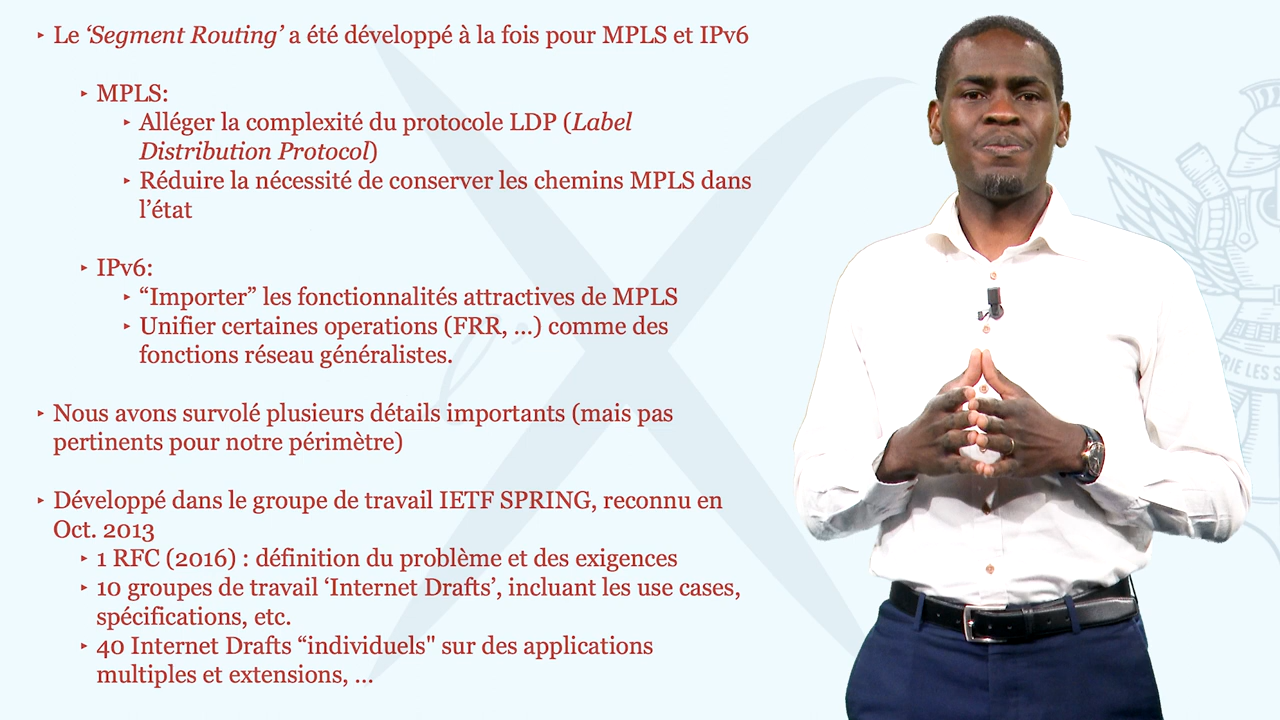 ‣ Le ‘Segment Routing’ a été développé à la fois pour MPLS et IPv6
‣ MPLS:
‣ Alléger la complexité du protocole LDP (Label
Distribution Protocol)
‣ Réduire la nécessité de conserver les chemins MPLS dans
l’état
‣ IPv6:
‣ “Importer” les fonctionnalités attractives de MPLS
‣ Unifier certaines operations (FRR, ...) comme des
fonctions réseau généralistes.
‣ Nous avons survolé plusieurs détails importants (mais pas
pertinents pour notre périmètre)
‣ Développé dans le groupe de travail IETF SPRING, reconnu en
Oct. 2013
‣ 1 RFC (2016) : définition du problème et des exigences
‣ 10 groupes de travail ‘Internet Drafts’, incluant les use cases,
spécifications, etc.
‣ 40 Internet Drafts “individuels" sur des applications
multiples et extensions, ...
LES